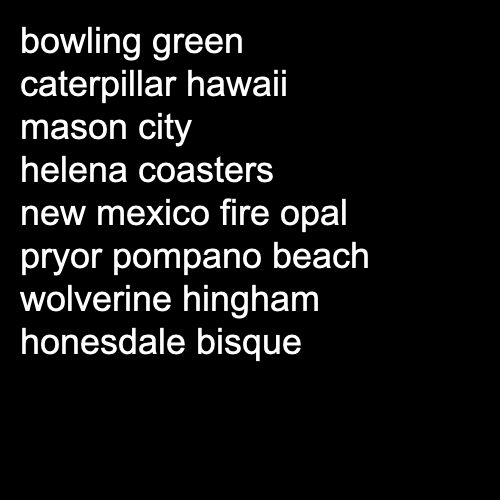 bowling green
caterpillar hawaii
mason city
helena coasters
new mexico fire opal
pryor pompano beach
wolverine hingham
honesdale bisque